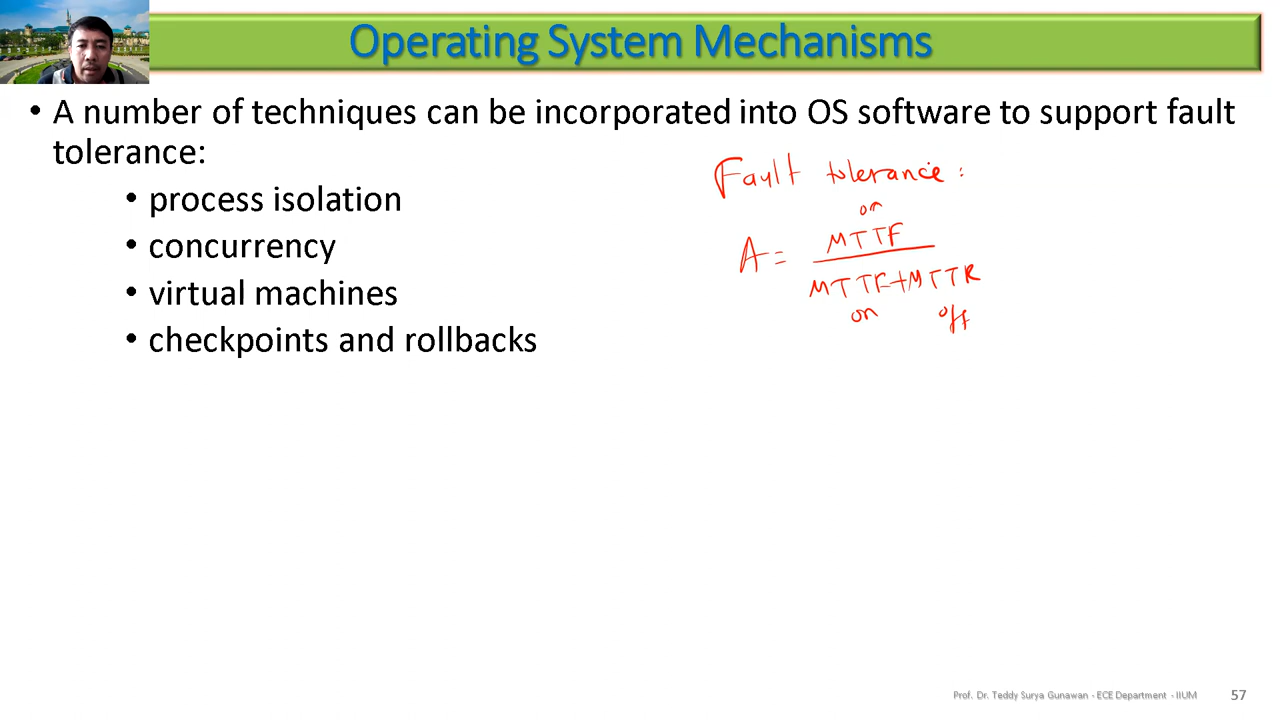 Operating System Mechanisms
• A number of techniques can be incorporated into OS software to support fault
tolerance:
• process isolation
• concurrency
• virtual machines
• checkpoints and rollbacks
Fault tolerance:
on
A = MTTF
MTTF+MTTR
on off
Prof. Dr. Teddy Surya Gunawan - ECE Department - IIUM 57